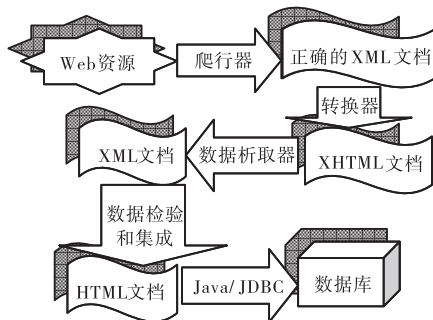 Web资源
爬行器
正确的XML文档
转换器
XHTML文档
数据析取器
XML文档
数据检验
和集成
HTML文档
Java/JDBC
数据库